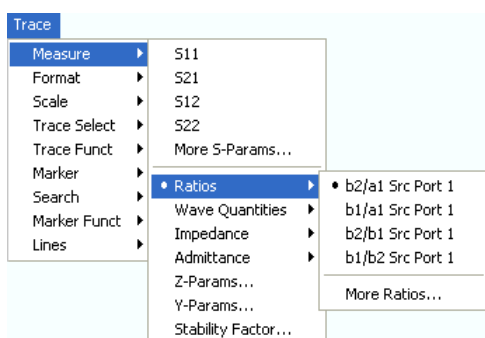 Trace
Measure
Format
Scale
Trace Select
Trace Funct
Marker
Search
Marker Funct
Lines
S11
S21
S12
S22
More S-Params...
Ratios
Wave Quantities
Impedance
Admittance
Z-Params...
Y-Params...
Stability Factor...
b2/a1 Src Port 1
b1/a1 Src Port 1
b2/b1 Src Port 1
b1/b2 Src Port 1
More Ratios...